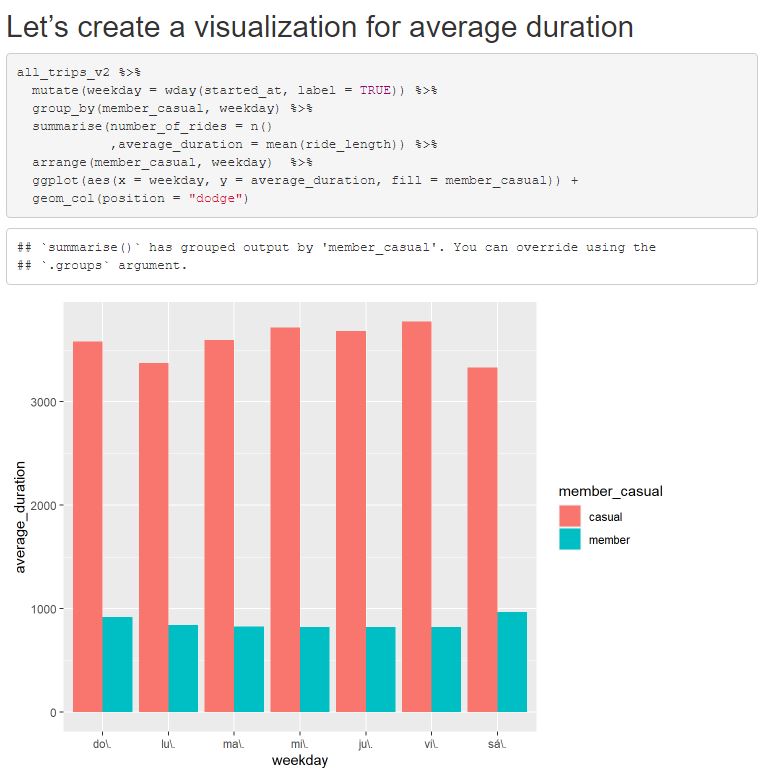 Let’s create a visualization for average duration
all_trips_v2 %>%
  mutate(weekday = wday(started_at, label = TRUE)) %>%
  group_by(member_casual, weekday) %>%
  summarise(number_of_rides = n()
            ,average_duration = mean(ride_length)) %>%
  arrange(member_casual, weekday)  %>%
  ggplot(aes(x = weekday, y = average_duration, fill = member_casual)) +
  geom_col(position = "dodge")
## `summarise()` has grouped output by 'member_casual'. You can override using the
## `.groups` argument.
average_duration
3000
2000
1000
0
do\.
lu\.
ma\.
mi\.
ju\.
vi\.
sá\.
weekday
member_casual
casual
member